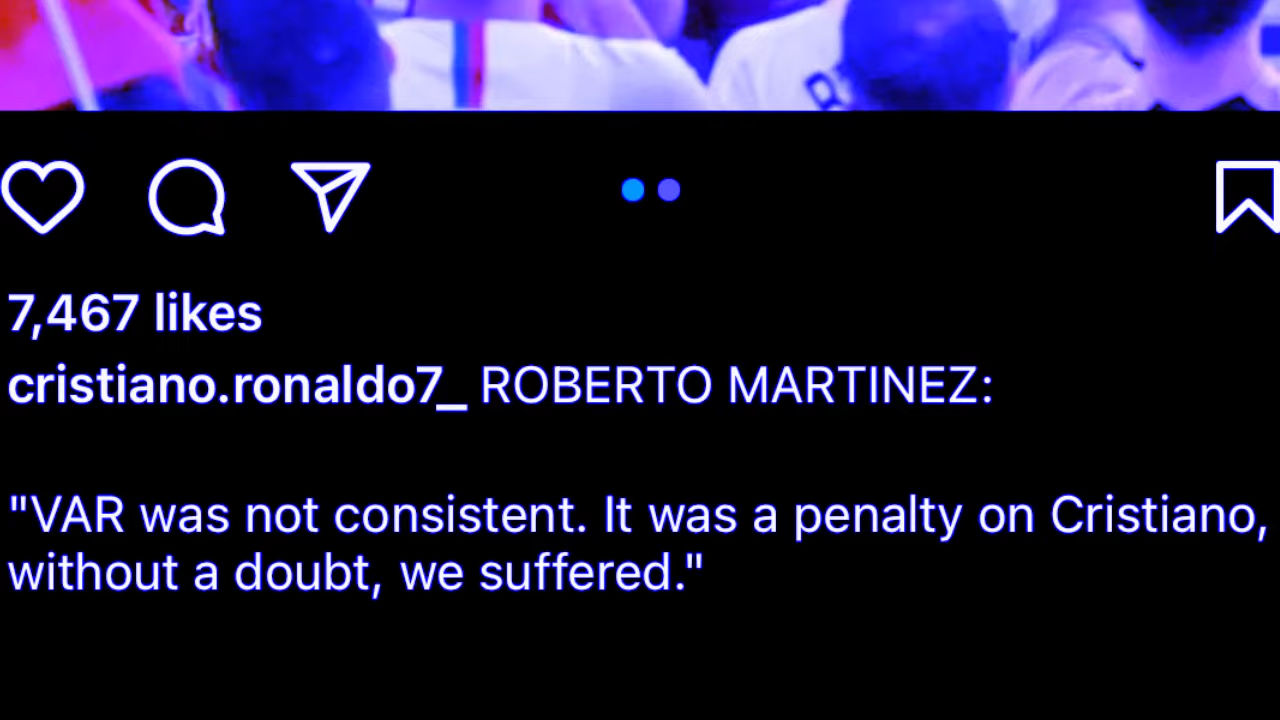 7,467 likes
cristiano.ronaldo7_ ROBERTO MARTINEZ:
"VAR was not consistent. It was a penalty on Cristiano,
without a doubt, we suffered."